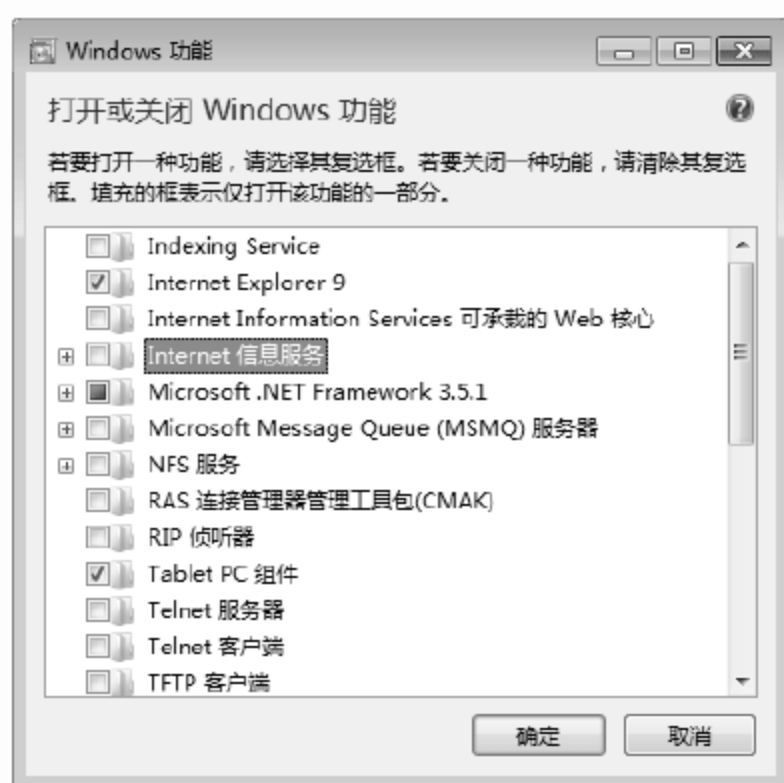 Windows 功能
打开或关闭 Windows 功能
若要打开一种功能，请选择其复选框。若要关闭一种功能，请清除其复选
框。填充的框表示仅打开该功能的一部分。
Indexing Service
Internet Explorer 9
Internet Information Services 可承载的 Web 核心
Internet 信息服务
Microsoft .NET Framework 3.5.1
Microsoft Message Queue (MSMQ) 服务器
NFS 服务
RAS 连接管理器管理工具包(CMAK)
RIP 侦听器
Tablet PC 组件
Telnet 服务器
Telnet 客户端
TFTP 客户端
确定
取消